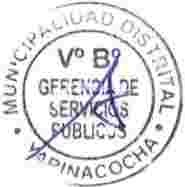 MUNICIPALIDAD DISTRITAL
Vº Bº
GERENCIA DE
SERVICIOS
PUBLICOS
YARINACOCHA